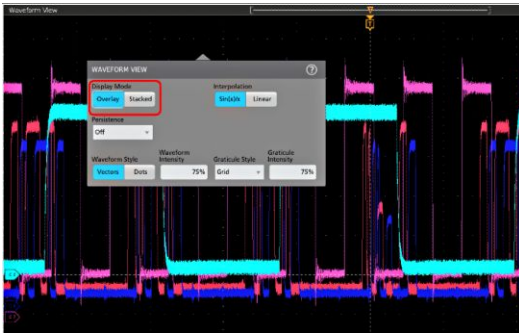 Waveform View
WAVEFORM VIEW
Display Mode
Interpolation
Overlay Stacked
Sin(x)/x Linear
Persistence
Off
Waveform Style
Waveform Intensity
Graticule Style
Graticule Intensity
Vectors Dots
75%
Grid
75%